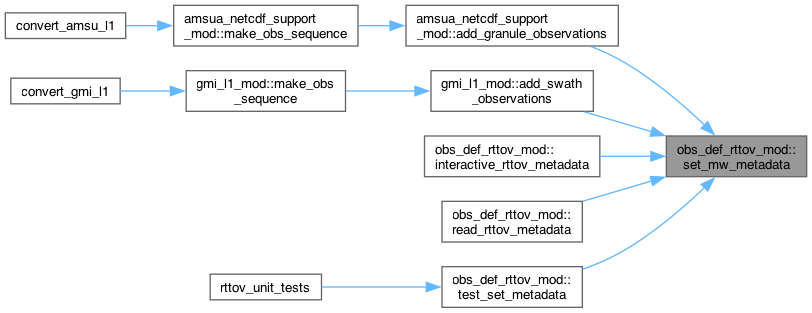 convert_amsu_l1
amsua_netcdf_support
_mod::make_obs_sequence
amsua_netcdf_support
_mod::add_granule_observations
convert_gmi_l1
gmi_l1_mod::make_obs
_sequence
gmi_l1_mod::add_swath
_observations
obs_def_rttov_mod::
set_mw_metadata
obs_def_rttov_mod::
interactive_rttov_metadata
obs_def_rttov_mod::
read_rttov_metadata
rttov_unit_tests
obs_def_rttov_mod::
test_set_metadata